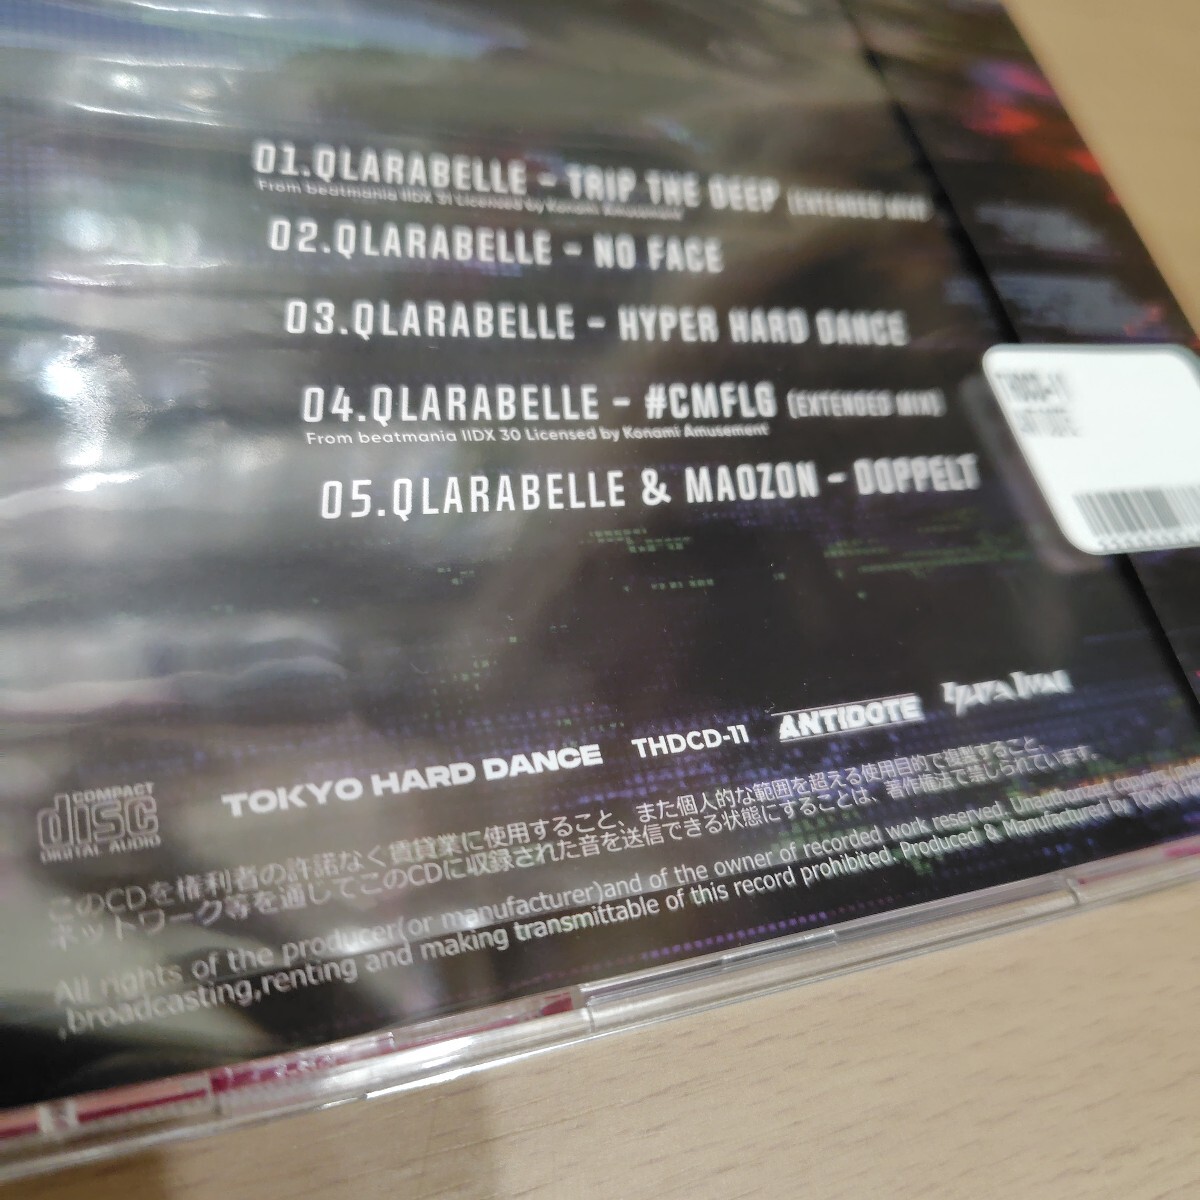 01.QLARABELLE - TRIP THE DEEP (EXTENDED MIX)
From beatmania IIDX 31 Licensed by Konami Amusement
02.QLARABELLE - NO FACE
03.QLARABELLE - HYPER HARD DANCE
04.QLARABELLE - #CMFLG (EXTENDED MIX)
From beatmania IIDX 30 Licensed by Konami Amusement
05.QLARABELLE & MAOZON - DOPPELT
COMPACT
disc
DIGITAL AUDIO
TOKYO HARD DANCE THDCD-11 ANTIDOTE
このCDを権利者の許諾なく賃貸業に使用すること、また個人的な範囲を超える使用目的で複製すること、
ネットワーク等を通じてこのCDに収録された音を送信できる状態にすることは、著作権法で禁じられています。
All rights of the producer(or manufacturer)and of the owner of recorded work reserved. Unauthorized copying
,broadcasting,renting and making transmittable of this record prohibited. Produced & Manufactured by TOKYO